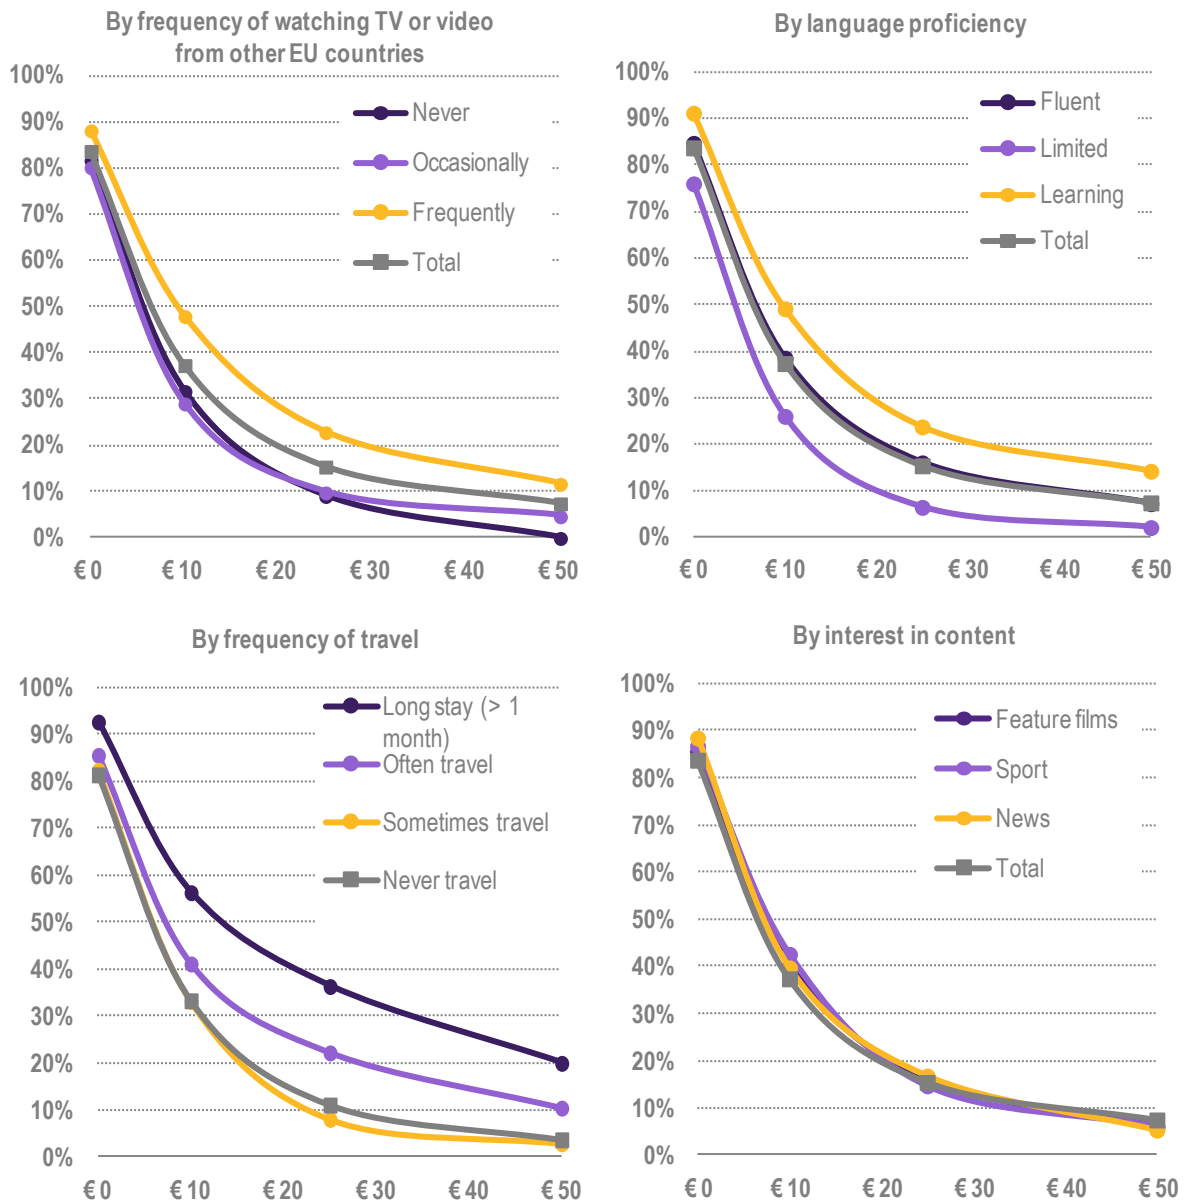 By frequency of watching TV or video
from other EU countries
100%
90%
80%
70%
60%
50%
40%
30%
20%
10%
0%
Never
Occasionally
Frequently
Total
€ 0 € 10 € 20 € 30 € 40 € 50
By language proficiency
100%
90%
80%
70%
60%
50%
40%
30%
20%
10%
0%
Fluent
Limited
Learning
Total
€ 0 € 10 € 20 € 30 € 40 € 50
By frequency of travel
100%
90%
80%
70%
60%
50%
40%
30%
20%
10%
0%
Long stay (> 1
month)
Often travel
Sometimes travel
Never travel
€ 0 € 10 € 20 € 30 € 40 € 50
By interest in content
100%
90%
80%
70%
60%
50%
40%
30%
20%
10%
0%
Feature films
Sport
News
Total
€ 0 € 10 € 20 € 30 € 40 € 50